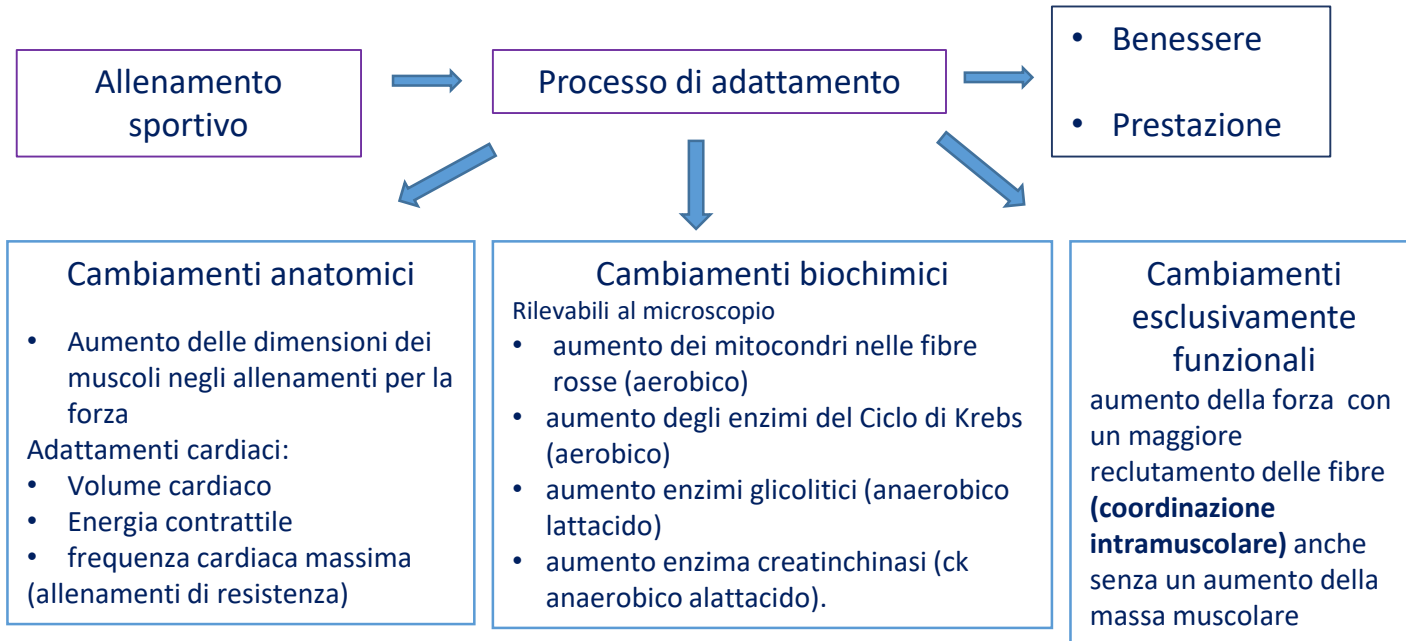 Allenamento
sportivo
Processo di adattamento
• Benessere
• Prestazione
Cambiamenti anatomici
• Aumento delle dimensioni dei
muscoli negli allenamenti per la
forza
Adattamenti cardiaci:
• Volume cardiaco
• Energia contrattile
• frequenza cardiaca massima
(allenamenti di resistenza)
Cambiamenti biochimici
Rilevabili al microscopio
• aumento dei mitocondri nelle fibre
rosse (aerobico)
• aumento degli enzimi del Ciclo di Krebs
(aerobico)
• aumento enzimi glicolitici (anaerobico
lattacido)
• aumento enzima creatinchinasi (ck
anaerobico alattacido).
Cambiamenti
esclusivamente
funzionali
aumento della forza con
un maggiore
reclutamento delle fibre
(coordinazione
intramuscolare) anche
senza un aumento della
massa muscolare